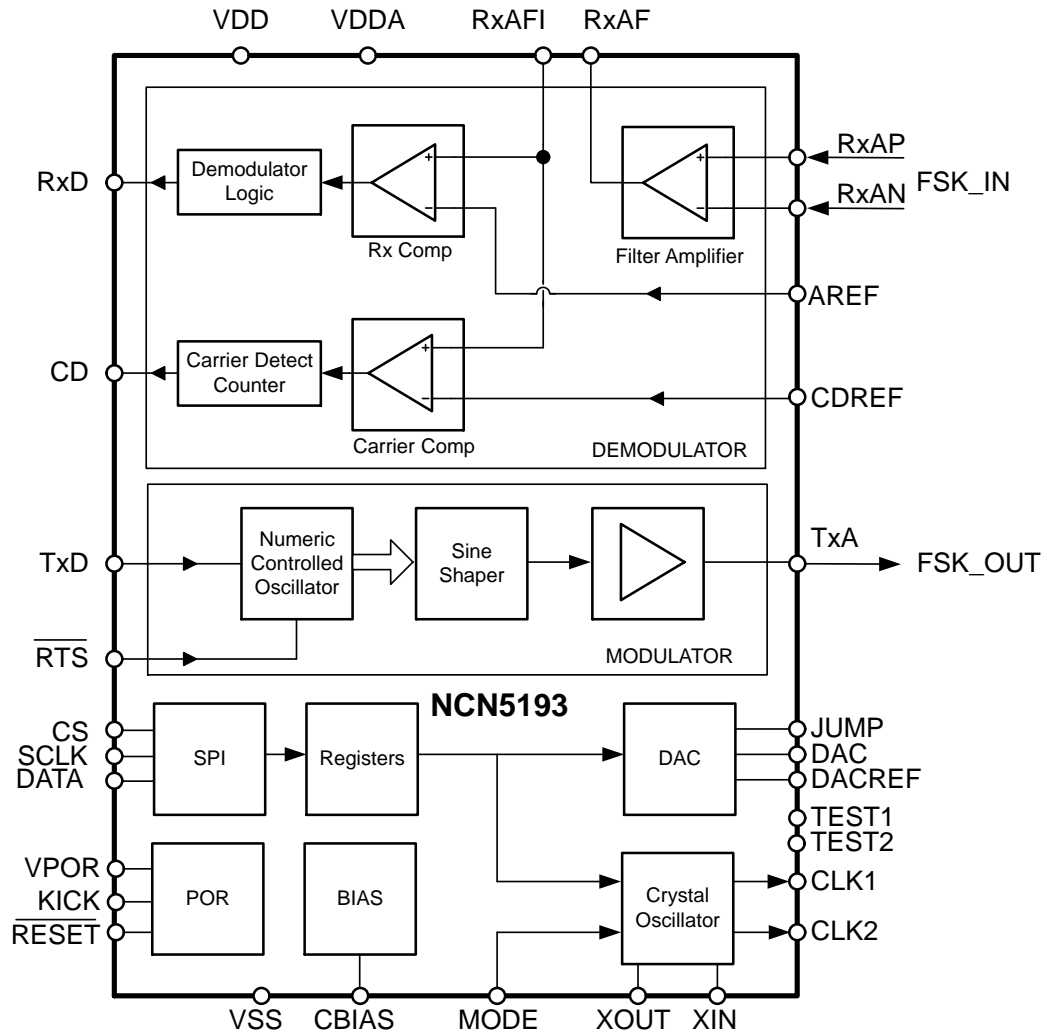 VDD
VDDA
RxAFI
RxAF
RxD
Demodulator
Logic
+
−
Rx Comp
+
−
Filter Amplifier
RxAP
FSK_IN
RxAN
AREF
CD
Carrier Detect
Counter
+
−
Carrier Comp
CDREF
DEMODULATOR
TxD
Numeric
Controlled
Oscillator
Sine
Shaper
TxA
FSK_OUT
RTS
MODULATOR
NCN5193
CS
SCLK
DATA
SPI
Registers
DAC
JUMP
DAC
DACREF
TEST1
TEST2
VPOR
KICK
RESET
POR
BIAS
Crystal
Oscillator
CLK1
CLK2
VSS
CBIAS
MODE
XOUT
XIN